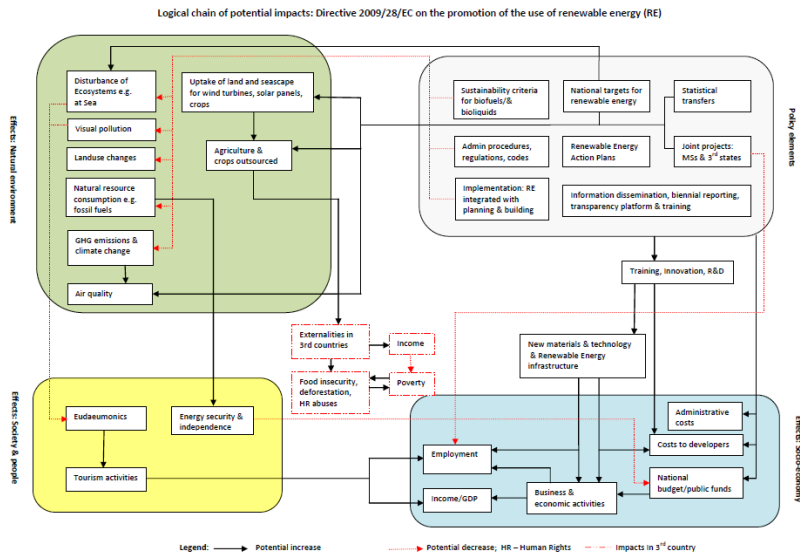 Logical chain of potential impacts: Directive 2009/28/EC on the promotion of the use of renewable energy (RE)
Effects: Natural environment
Disturbance of
Ecosystems e.g.
at Sea
Visual pollution
Landuse changes
Natural resource
consumption e.g.
fossil fuels
GHG emissions &
climate change
Air quality
Uptake of land and seascape
for wind turbines, solar panels,
crops
Agriculture &
crops outsourced
Policy elements
Sustainability criteria
for biofuels/&
bioliquids
National targets for
renewable energy
Statistical
transfers
Admin procedures,
regulations, codes
Renewable Energy
Action Plans
Joint projects:
MSs & 3rd states
Implementation: RE
integrated with
planning & building
Information dissemination, biennial reporting,
transparency platform & training
Training, Innovation, R&D
New materials & technology
& Renewable Energy
infrastructure
Externalities in
3rd countries
Income
Food insecurity,
deforestation,
HR abuses
Poverty
Effects: Society & people
Eudaeumonics
Energy security &
independence
Tourism activities
Effects: Socio-economy
Administrative
costs
Employment
Costs to developers
Income/GDP
Business &
economic activities
National
budget/public funds
Legend:
Potential increase
Potential decrease; HR – Human Rights
Impacts in 3rd country